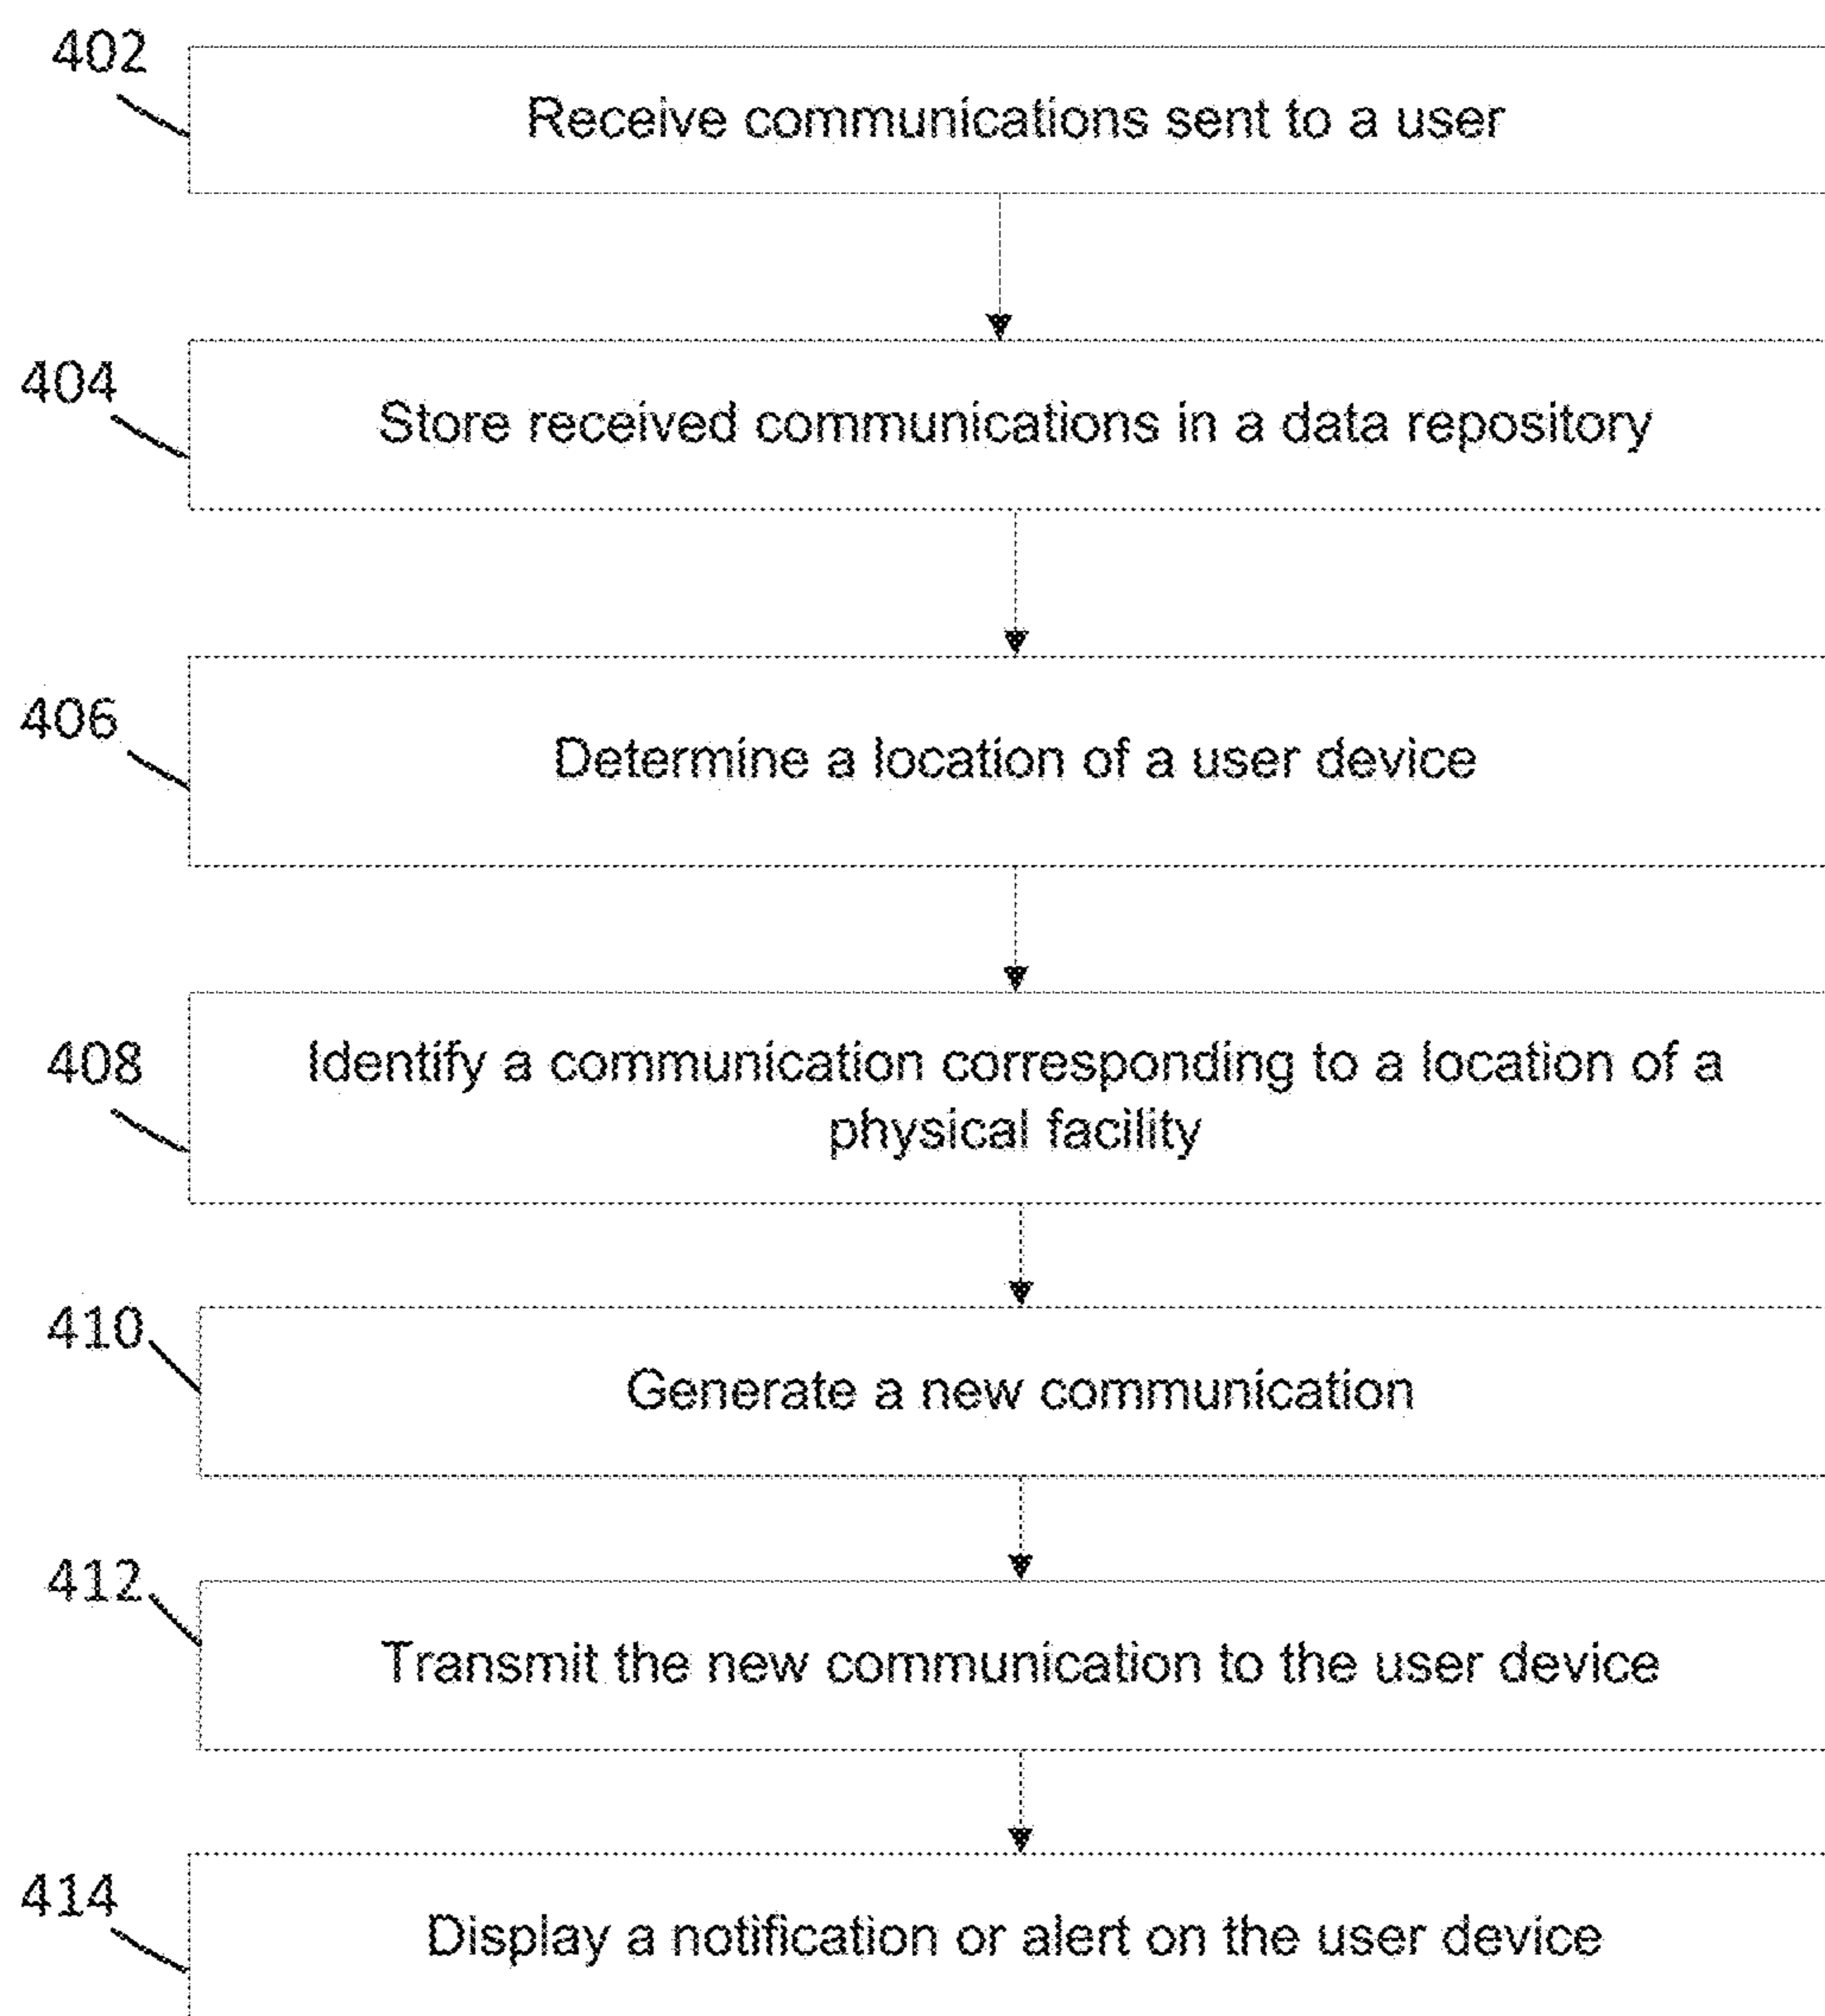 402
Receive communications sent to a user
404
Store received communications in a data repository
406
Determine a location of a user device
408
Identify a communication corresponding to a location of a
physical facility
410
Generate a new communication
412
Transmit the new communication to the user device
414
Display a notification or alert on the user device